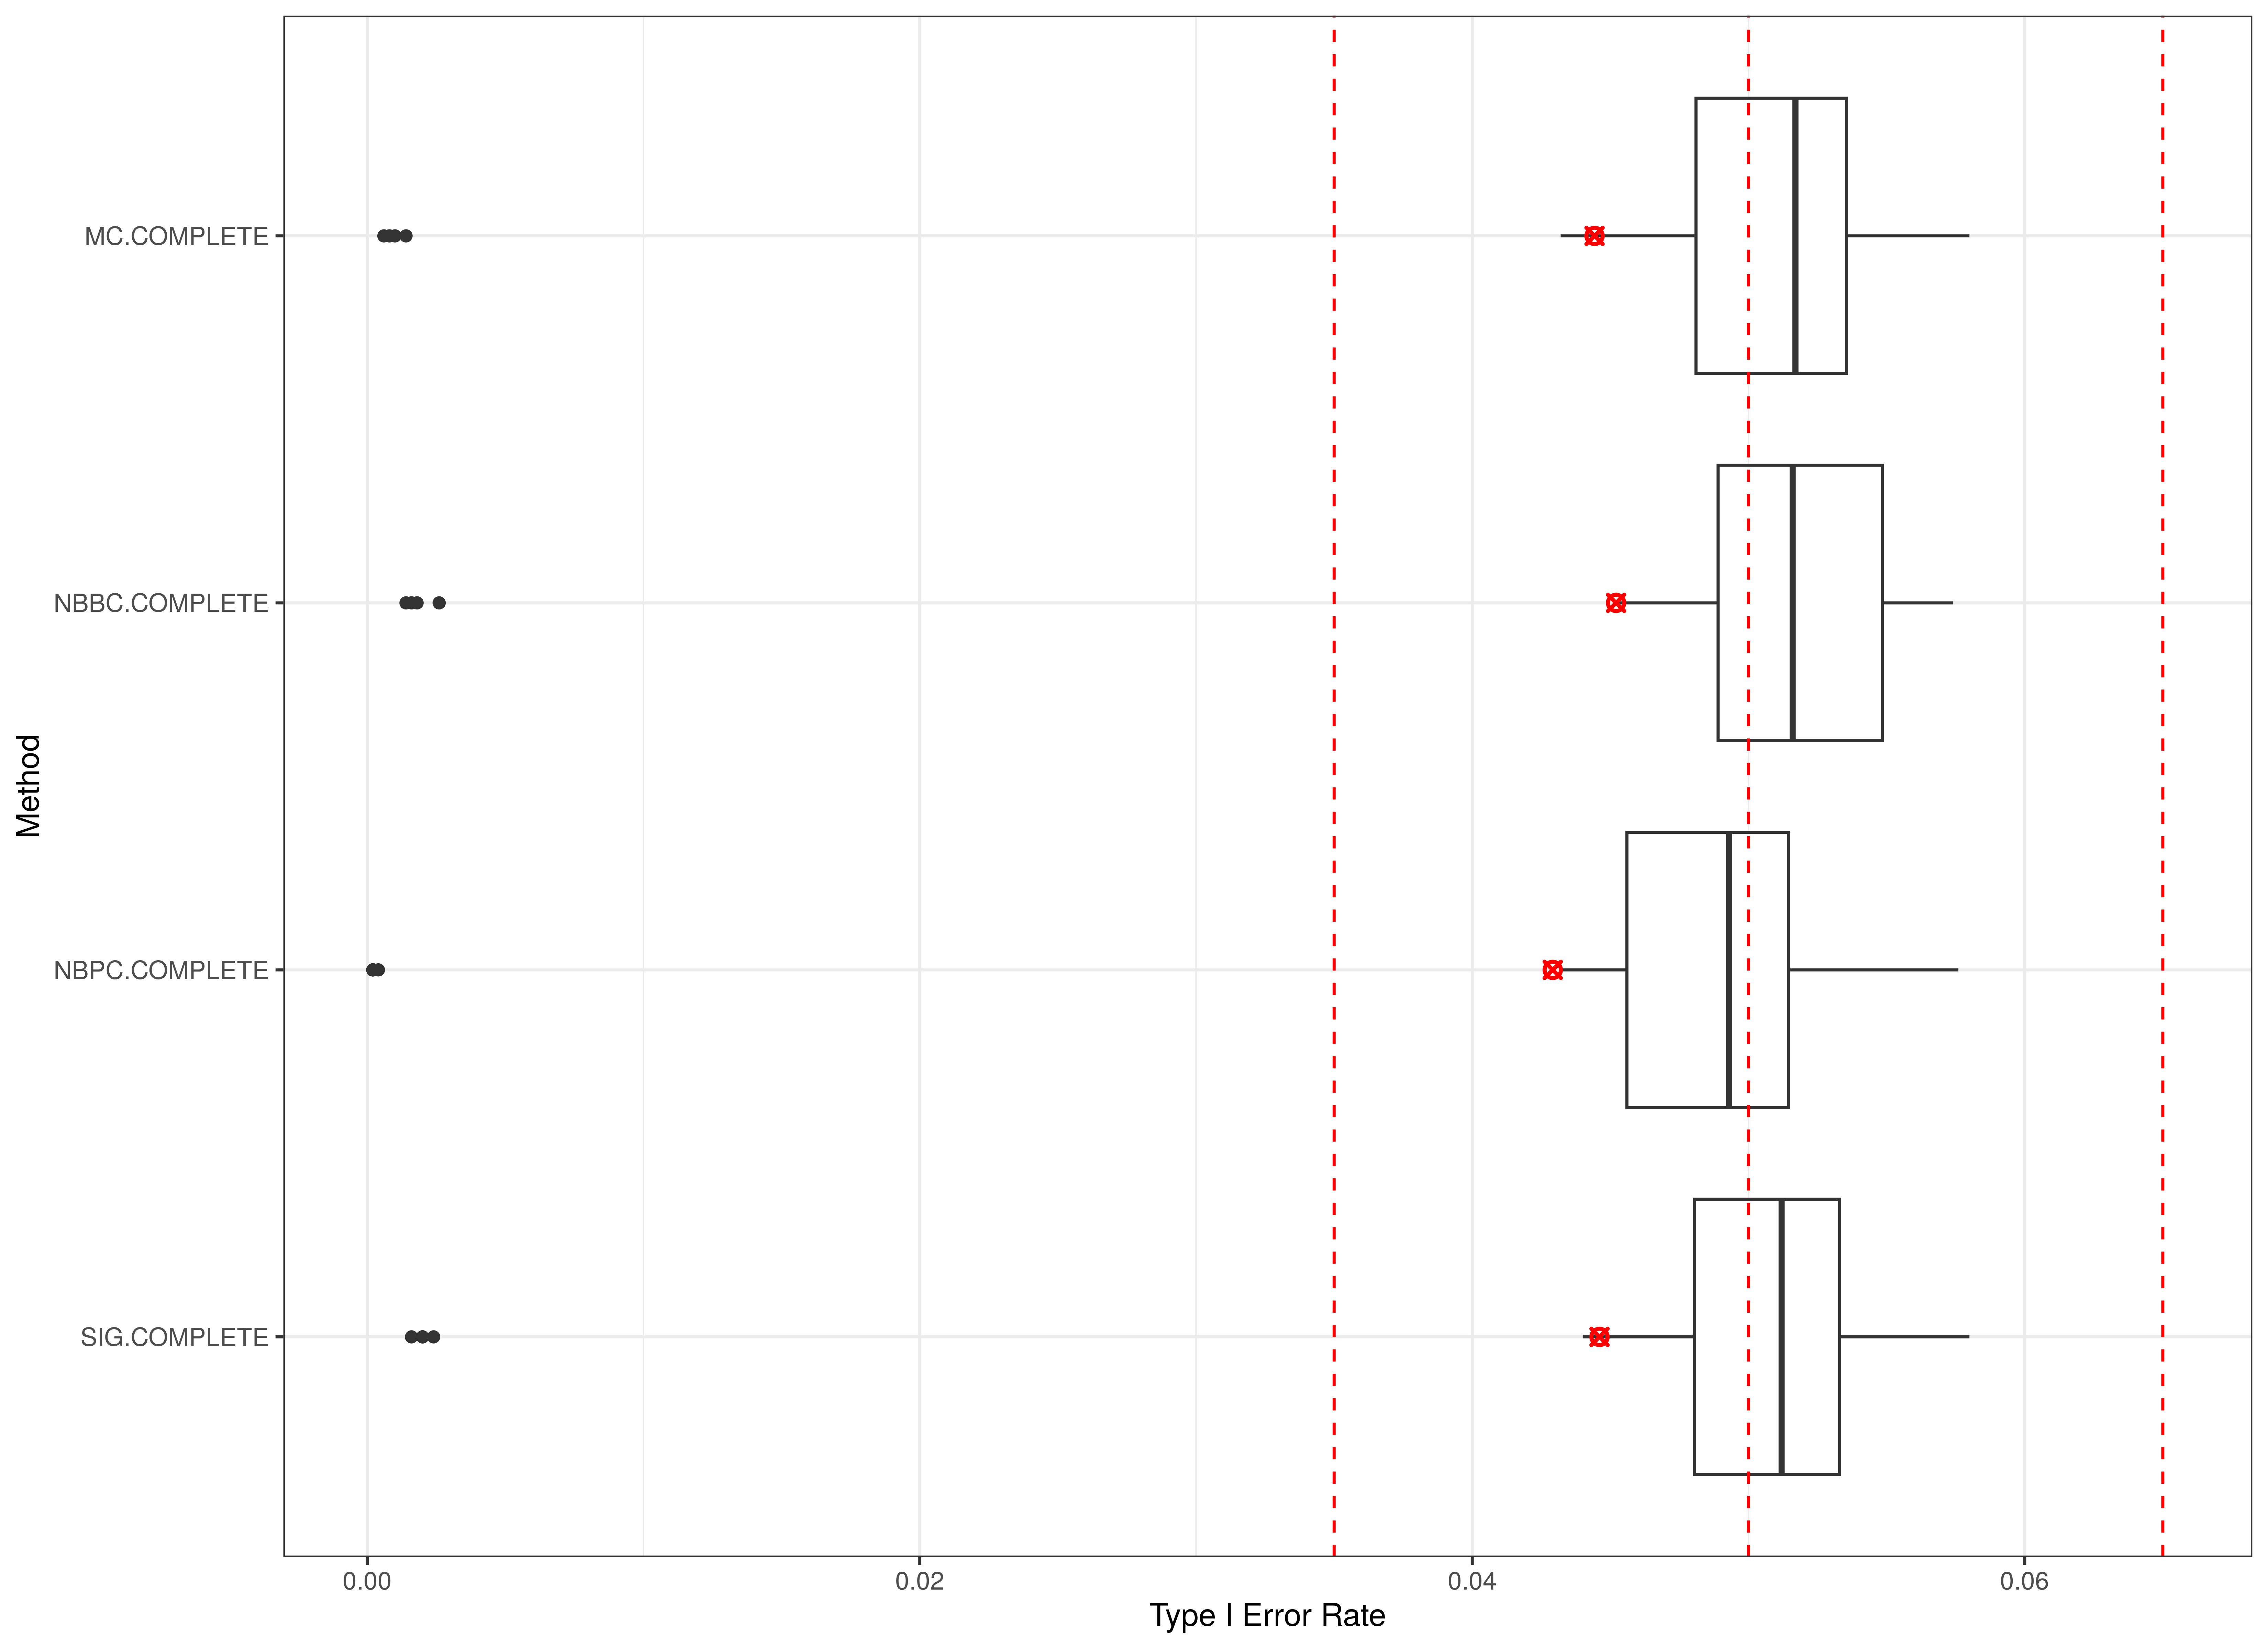 MC.COMPLETE
NBBC.COMPLETE
NBPC.COMPLETE
SIG.COMPLETE
Method
0.00 0.02 0.04 0.06
Type I Error Rate